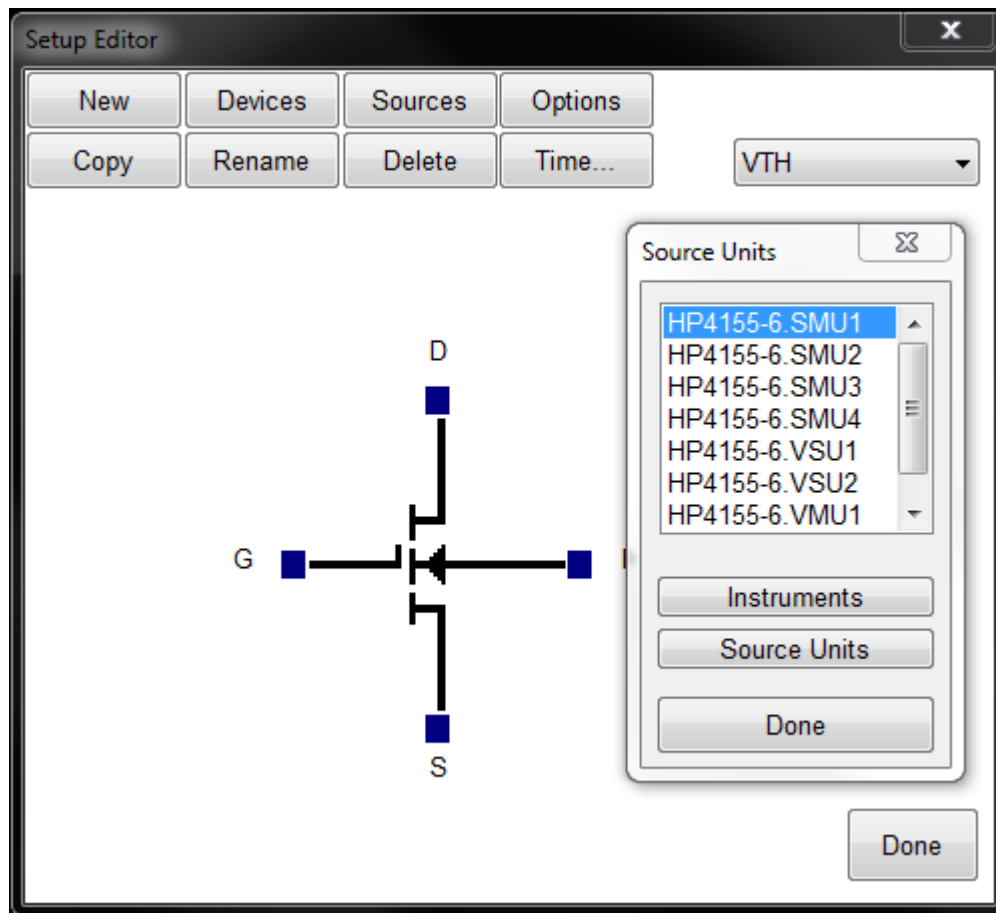 Setup Editor
New Devices Sources Options
Copy Rename Delete Time...
VTH
Source Units
HP4155-6.SMU1
HP4155-6.SMU2
HP4155-6.SMU3
HP4155-6.SMU4
HP4155-6.VSU1
HP4155-6.VSU2
HP4155-6.VMU1
D
G
S
Instruments
Source Units
Done
Done